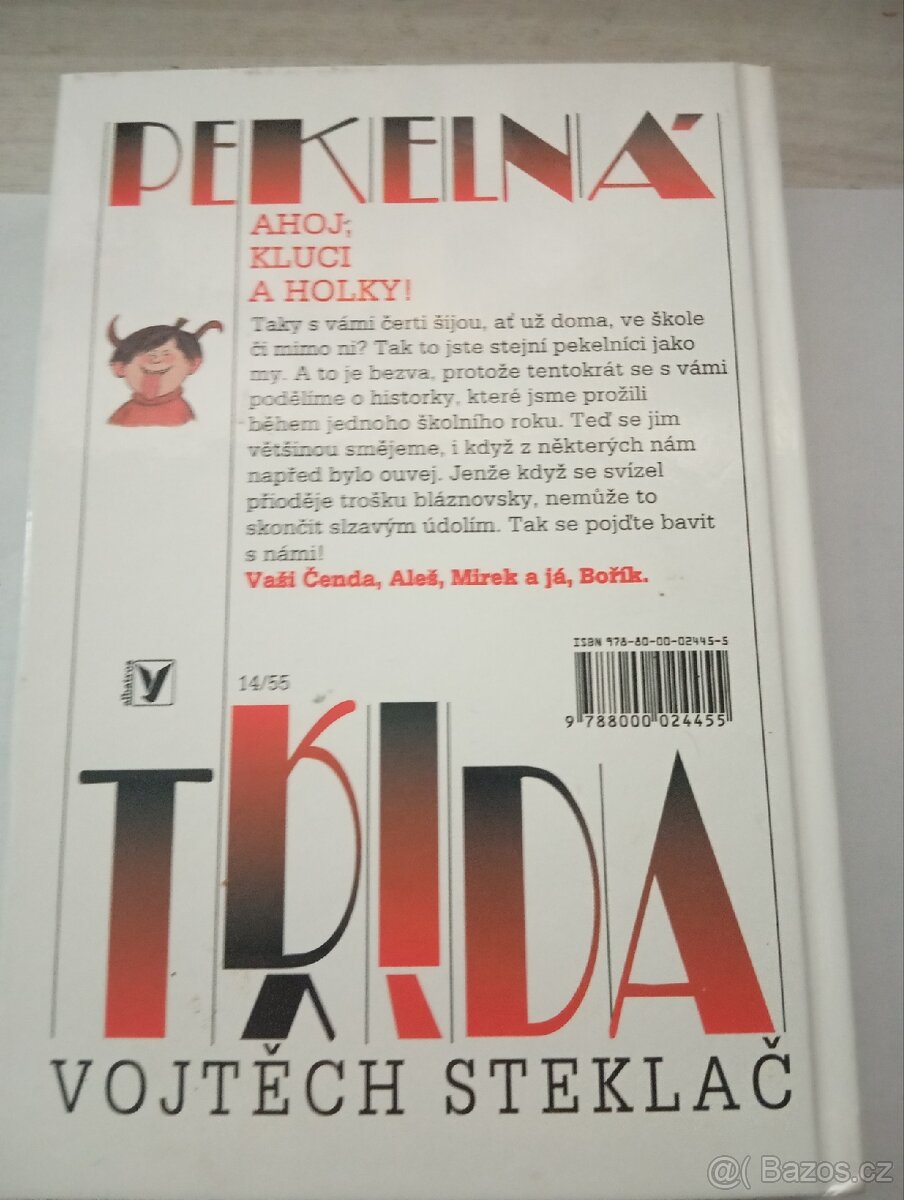 PEKELNÁ
AHOJ,
KLUCI
A HOLKY!
Taky s vámi čerti šijou, ať už doma, ve škole
či mimo ni? Tak to jste stejní pekelníci jako
my. A to je bezva, protože tentokrát se s vámi
podělíme o historky, které jsme prožili
během jednoho školního roku. Teď se jim
většinou smějeme, i když z některých nám
napřed bylo ouvej. Jenže když se svízel
přioděje trošku bláznovsky, nemůže to
skončit slzavým údolím. Tak se pojďte bavit
s námi!
Vaši Čenda, Aleš, Mirek a já, Bořík.
ISBN 978-80-00-02445-5
albatros
14/55
9 788000 024455
TŘÍDA
VOJTĚCH STEKLAČ
@( Bazos.cz